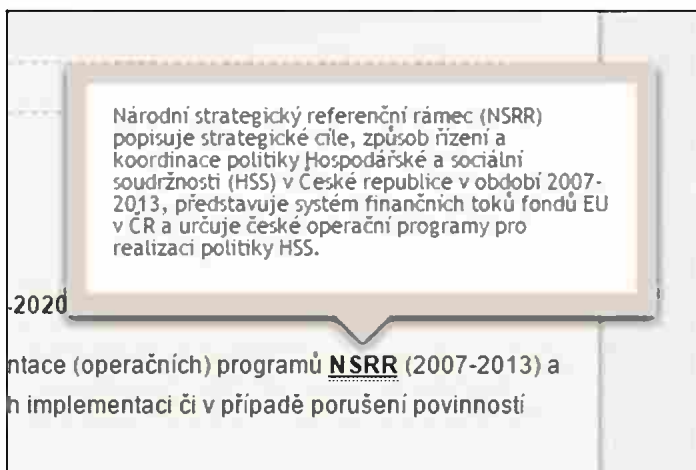 Národní strategický referenční rámec (NSRR)
popisuje strategické cíle, způsob řízení a
koordinace politiky Hospodářské a sociální
soudržnosti (HSS) v České republice v období 2007-
2013, představuje systém finančních toků fondů EU
v ČR a určuje české operační programy pro
realizaci politiky HSS.
-2020
ntace (operačních) programů NSRR (2007-2013) a
h implementaci či v případě porušení povinností